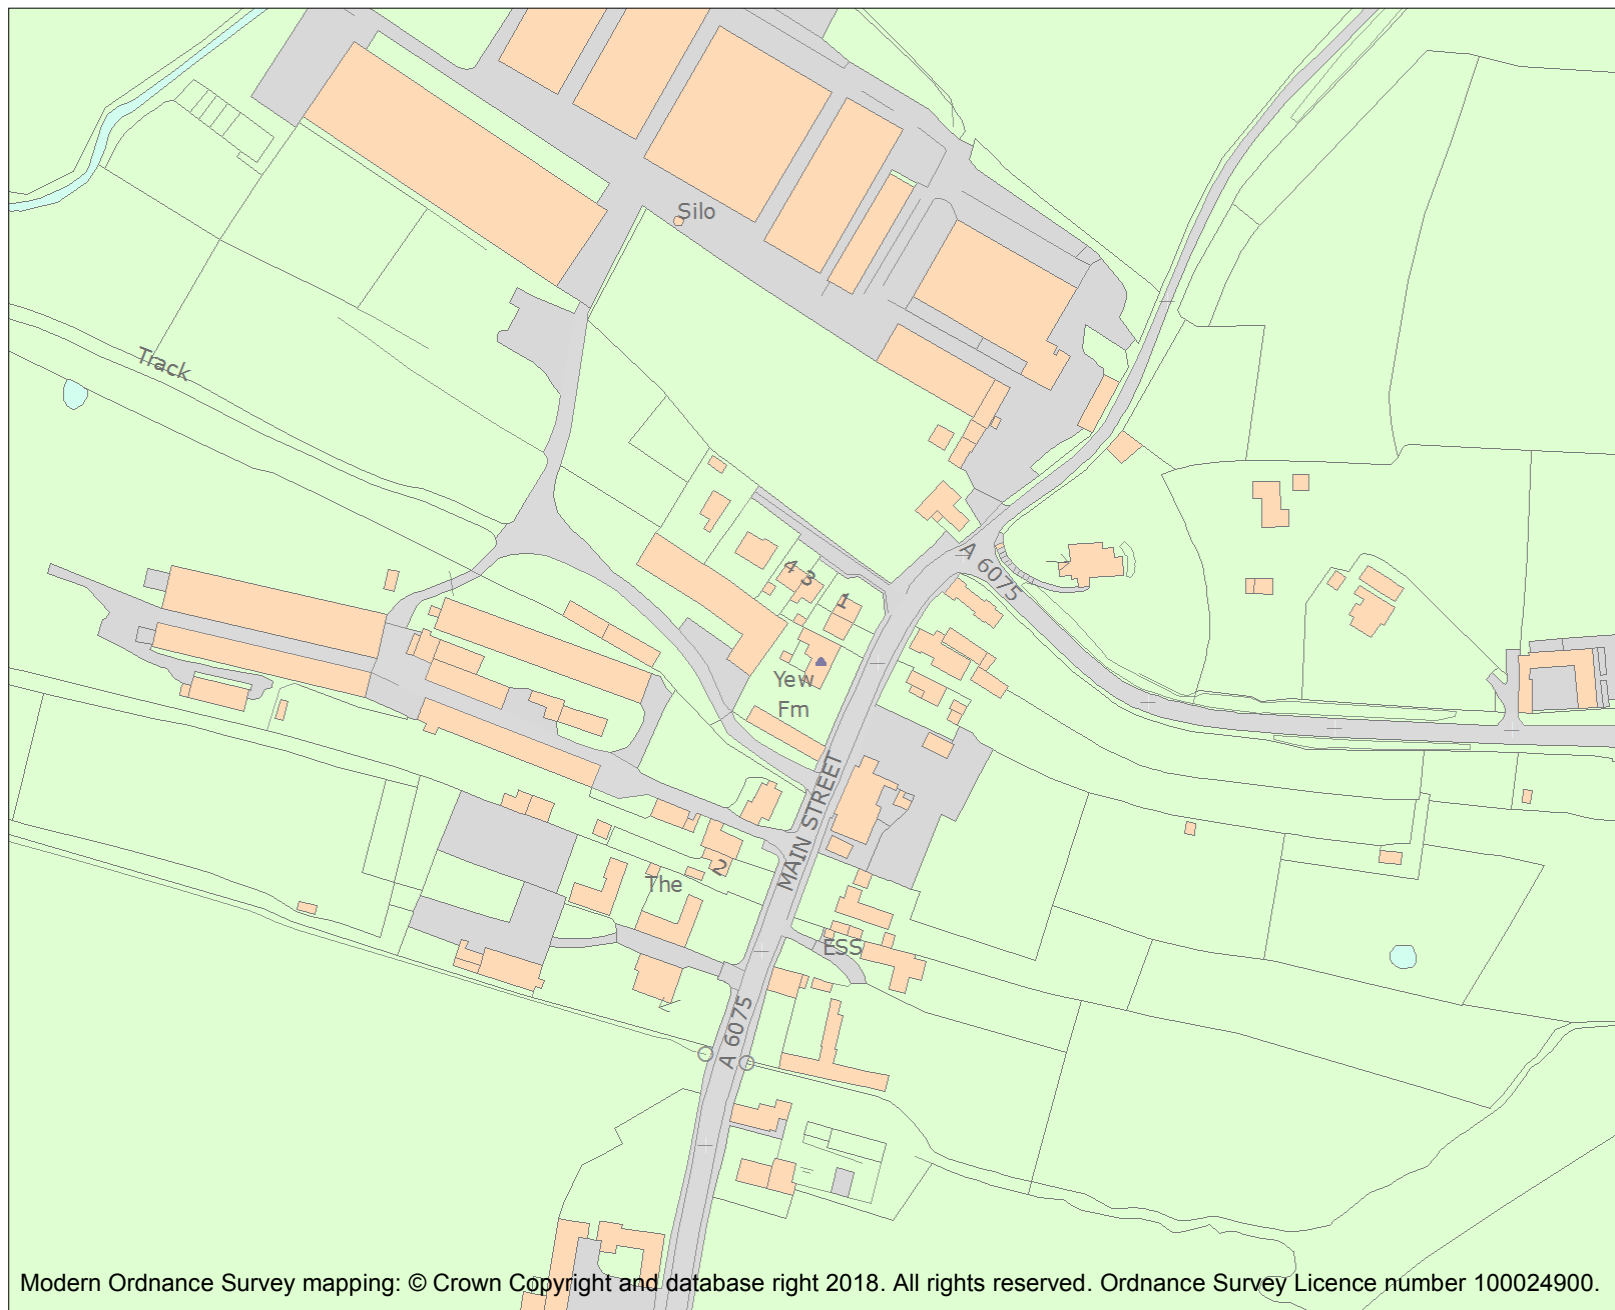 Silo
Track
A 6075
4 3
1
Yew
Fm
MAIN STREET
2
The
ESS
A 6075
Modern Ordnance Survey mapping: © Crown Copyright and database right 2018. All rights reserved. Ordnance Survey Licence number 100024900.